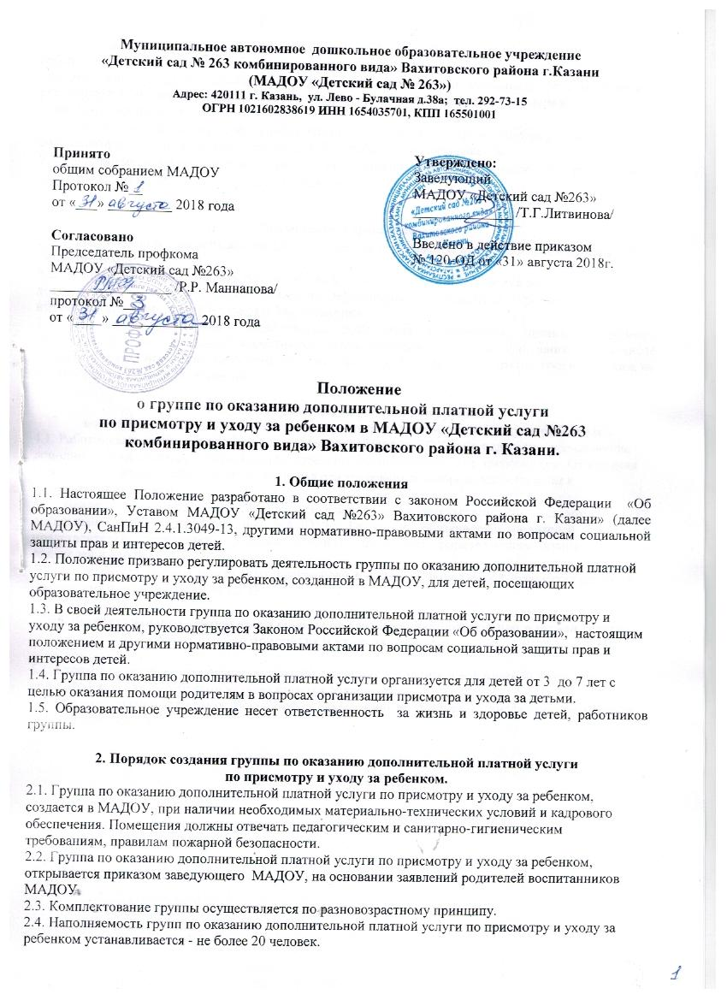 Муниципальное автономное дошкольное образовательное учреждение
«Детский сад № 263 комбинированного вида» Вахитовского района г.Казани
(МАДОУ «Детский сад № 263»)
Адрес: 420111 г. Казань, ул. Лево - Булачная д.38а; тел. 292-73-15
ОГРН 1021602838619 ИНН 1654035701, КПП 165501001
Принято
общим собранием МАДОУ
Протокол № 1
от «31» августа 2018 года
Согласовано
Председатель профкома
МАДОУ «Детский сад №263»
/Р.Р. Маннапова/
протокол № 3
от «31» августа 2018 года
Утверждено:
Заведующий
МАДОУ «Детский сад №263»
/Т.Г.Литвинова/
Введено в действие приказом
№ 120-ОД от «31» августа 2018г.
«Детский сад №263
комбинированного вида»
Вахитовского района
г.Казани
ПРОФКОМ
Положение
о группе по оказанию дополнительной платной услуги
по присмотру и уходу за ребенком в МАДОУ «Детский сад №263
комбинированного вида» Вахитовского района г. Казани.
1. Общие положения
1.1. Настоящее Положение разработано в соответствии с законом Российской Федерации «Об
образовании», Уставом МАДОУ «Детский сад №263» Вахитовского района г. Казани» (далее
МАДОУ), СанПиН 2.4.1.3049-13, другими нормативно-правовыми актами по вопросам социальной
защиты прав и интересов детей.
1.2. Положение призвано регулировать деятельность группы по оказанию дополнительной платной
услуги по присмотру и уходу за ребенком, созданной в МАДОУ, для детей, посещающих
образовательное учреждение.
1.3. В своей деятельности группа по оказанию дополнительной платной услуги по присмотру и
уходу за ребенком, руководствуется Законом Российской Федерации «Об образовании», настоящим
положением и другими нормативно-правовыми актами по вопросам социальной защиты прав и
интересов детей.
1.4. Группа по оказанию дополнительной платной услуги организуется для детей от 3 до 7 лет с
целью оказания помощи родителям в вопросах организации присмотра и ухода за детьми.
1.5. Образовательное учреждение несет ответственность за жизнь и здоровье детей, работников
группы.
2. Порядок создания группы по оказанию дополнительной платной услуги
по присмотру и уходу за ребенком.
2.1. Группа по оказанию дополнительной платной услуги по присмотру и уходу за ребенком,
создается в МАДОУ, при наличии необходимых материально-технических условий и кадрового
обеспечения. Помещения должны отвечать педагогическим и санитарно-гигиеническим
требованиям, правилам пожарной безопасности.
2.2. Группа по оказанию дополнительной платной услуги по присмотру и уходу за ребенком,
открывается приказом заведующего МАДОУ, на основании заявлений родителей воспитанников
МАДОУ.
2.3. Комплектование группы осуществляется по разновозрастному принципу.
2.4. Наполняемость групп по оказанию дополнительной платной услуги по присмотру и уходу за
ребенком устанавливается - не более 20 человек.
1